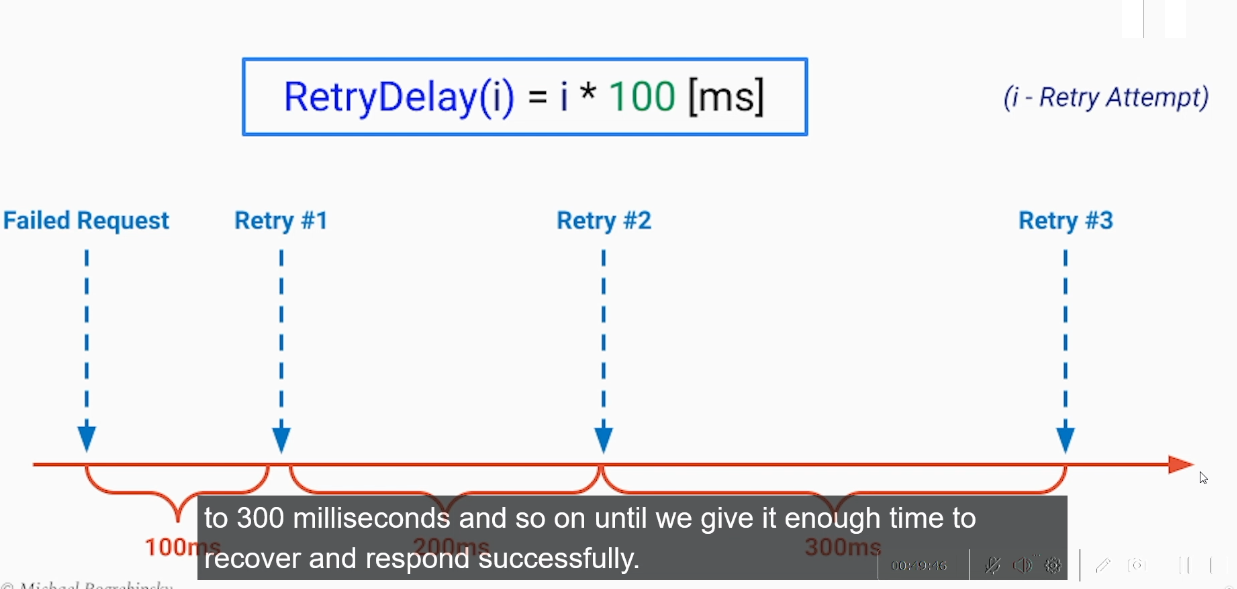 RetryDelay(i) = i * 100 [ms]
(i - Retry Attempt)
Failed Request
Retry #1
Retry #2
Retry #3
to 300 milliseconds and so on until we give it enough time to
recover and respond successfully.
100ms
200ms
300ms
00:49:46
© Michael Pogrebinsky